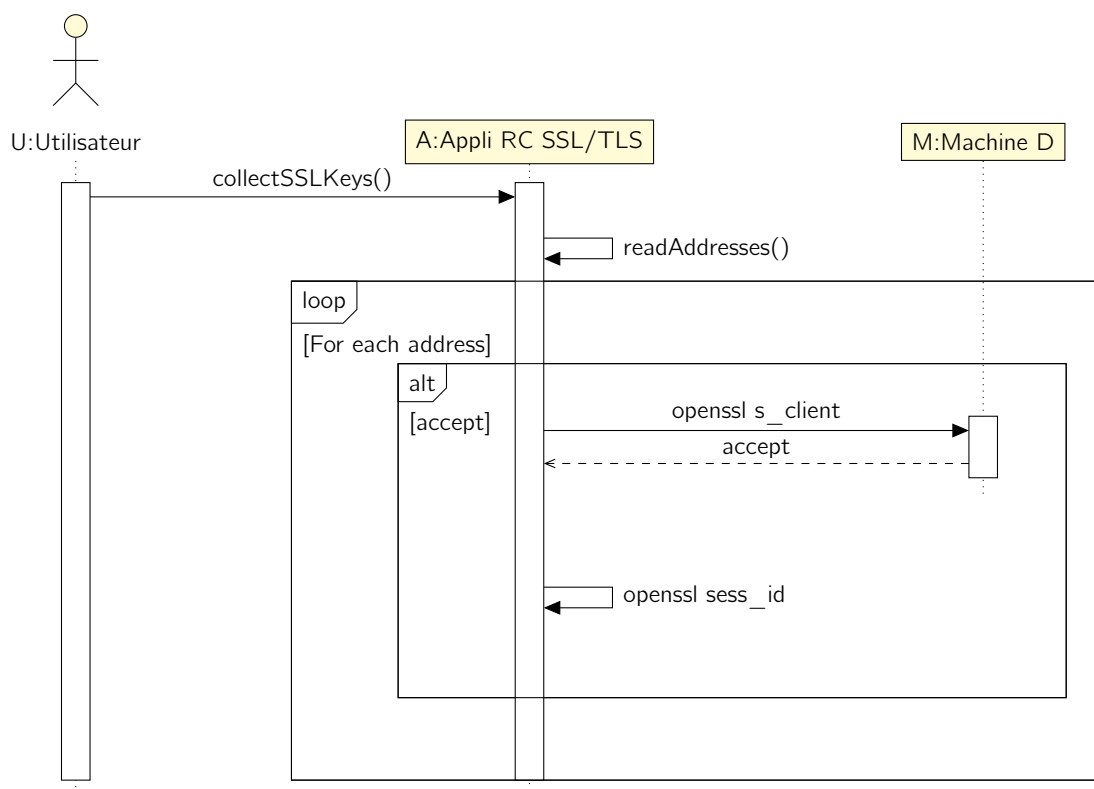 U:Utilisateur
A:Appli RC SSL/TLS
M:Machine D
collectSSLKeys()
readAddresses()
loop
[For each address]
alt
[accept]
openssl s_client
accept
openssl sess_id